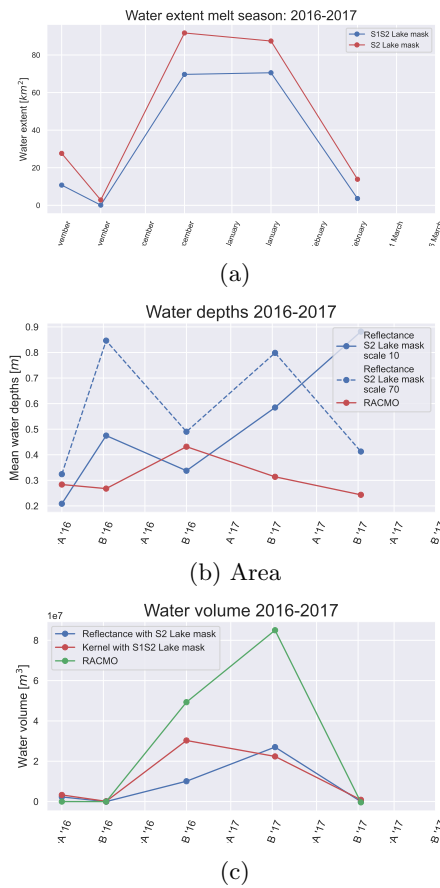 Water extent melt season: 2016-2017
S1S2 Lake mask
S2 Lake mask
Water extent [km²]
80
60
40
20
0
vember
vember
cember
cember
January
January
ebruary
ebruary
1 March
5 March
(a)
Water depths 2016-2017
Reflectance
S2 Lake mask
scale 10
Reflectance
S2 Lake mask
scale 70
RACMO
Mean water depths [m]
0.9
0.8
0.7
0.6
0.5
0.4
0.3
0.2
A '16
B '16
A '16
B '16
A '17
B '17
A '17
B '17
A '17
B '17
(b) Area
Water volume 2016-2017
1e7
Reflectance with S2 Lake mask
Kernel with S1S2 Lake mask
RACMO
Water volume [m³]
8
6
4
2
0
A '16
B '16
A '16
B '16
A '17
B '17
A '17
B '17
A '17
B '17
(c)